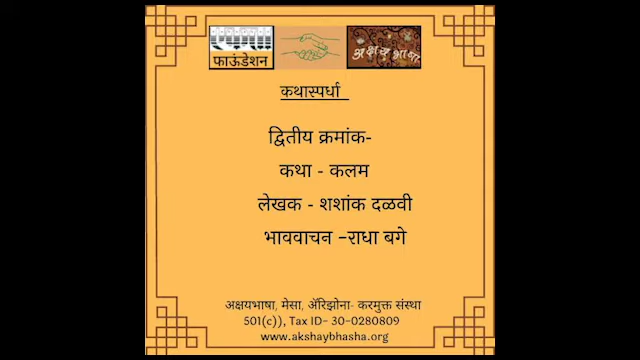 फाऊंडेशन
अक्षय भाषा
कथास्पर्धा
द्वितीय क्रमांक-
कथा - कलम
लेखक - शशांक दळवी
भाववाचन -राधा बगे
अक्षयभाषा, मेसा, ॲरिझोना- करमुक्त संस्था
501(c)), Tax ID- 30-0280809
www.akshaybhasha.org